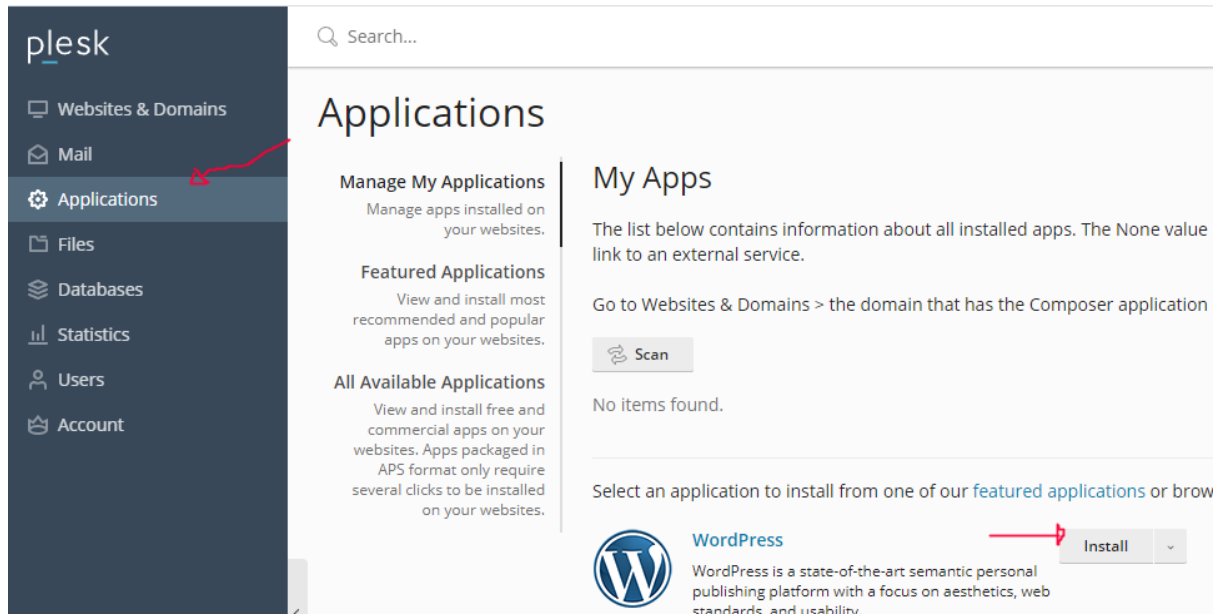 plesk
Search...
Websites & Domains
Mail
Applications
Files
Databases
Statistics
Users
Account
Applications
Manage My Applications
Manage apps installed on
your websites.
Featured Applications
View and install most
recommended and popular
apps on your websites.
All Available Applications
View and install free and
commercial apps on your
websites. Apps packaged in
APS format only require
several clicks to be installed
on your websites.
My Apps
The list below contains information about all installed apps. The None value
link to an external service.
Go to Websites & Domains > the domain that has the Composer application
Scan
No items found.
Select an application to install from one of our featured applications or brow
WordPress
Install
WordPress is a state-of-the-art semantic personal
publishing platform with a focus on aesthetics, web
standards, and usability.